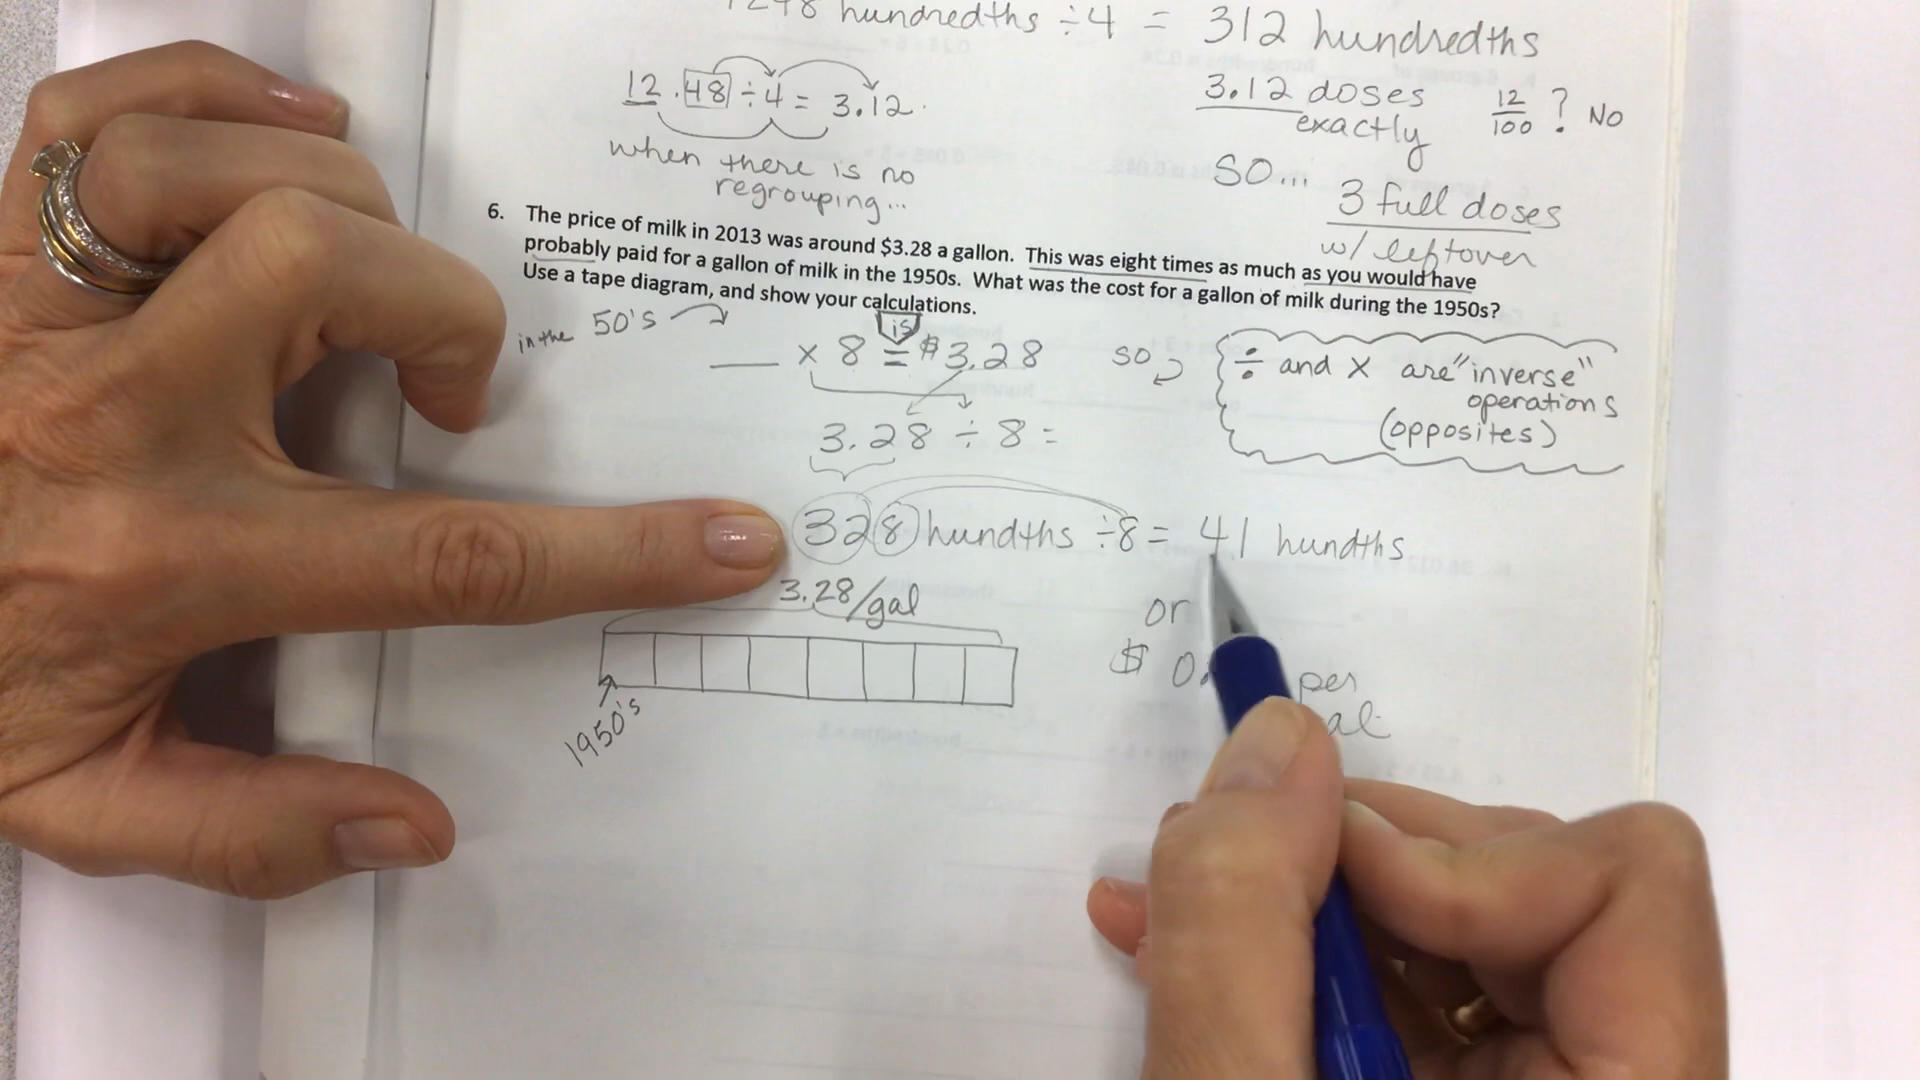 1248 hundredths ÷ 4 = 312 hundredths
12.48 ÷ 4 = 3.12
3.12 doses exactly
12/100 ? No
when there is no
regrouping...
so...
3 full doses
w/ leftover
6. The price of milk in 2013 was around $3.28 a gallon. This was eight times as much as you would have
probably paid for a gallon of milk in the 1950s. What was the cost for a gallon of milk during the 1950s?
Use a tape diagram, and show your calculations.
in the 50's
is
__ x 8 = $3.28
so
÷ and x are "inverse"
operations
(opposites)
3.28 ÷ 8 =
328 hundths ÷8 = 41 hundths
3.28/gal
or
$ 0. per
1950's